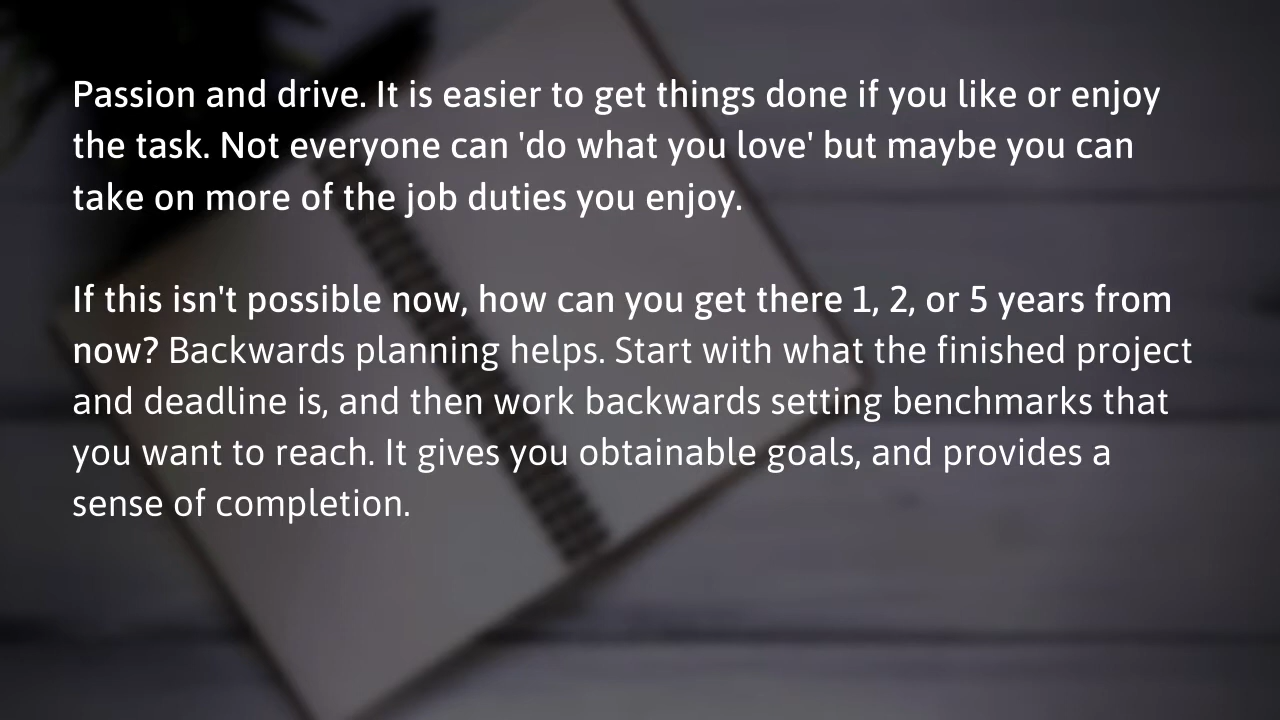 Passion and drive. It is easier to get things done if you like or enjoy
the task. Not everyone can 'do what you love' but maybe you can
take on more of the job duties you enjoy.
If this isn't possible now, how can you get there 1, 2, or 5 years from
now? Backwards planning helps. Start with what the finished project
and deadline is, and then work backwards setting benchmarks that
you want to reach. It gives you obtainable goals, and provides a
sense of completion.